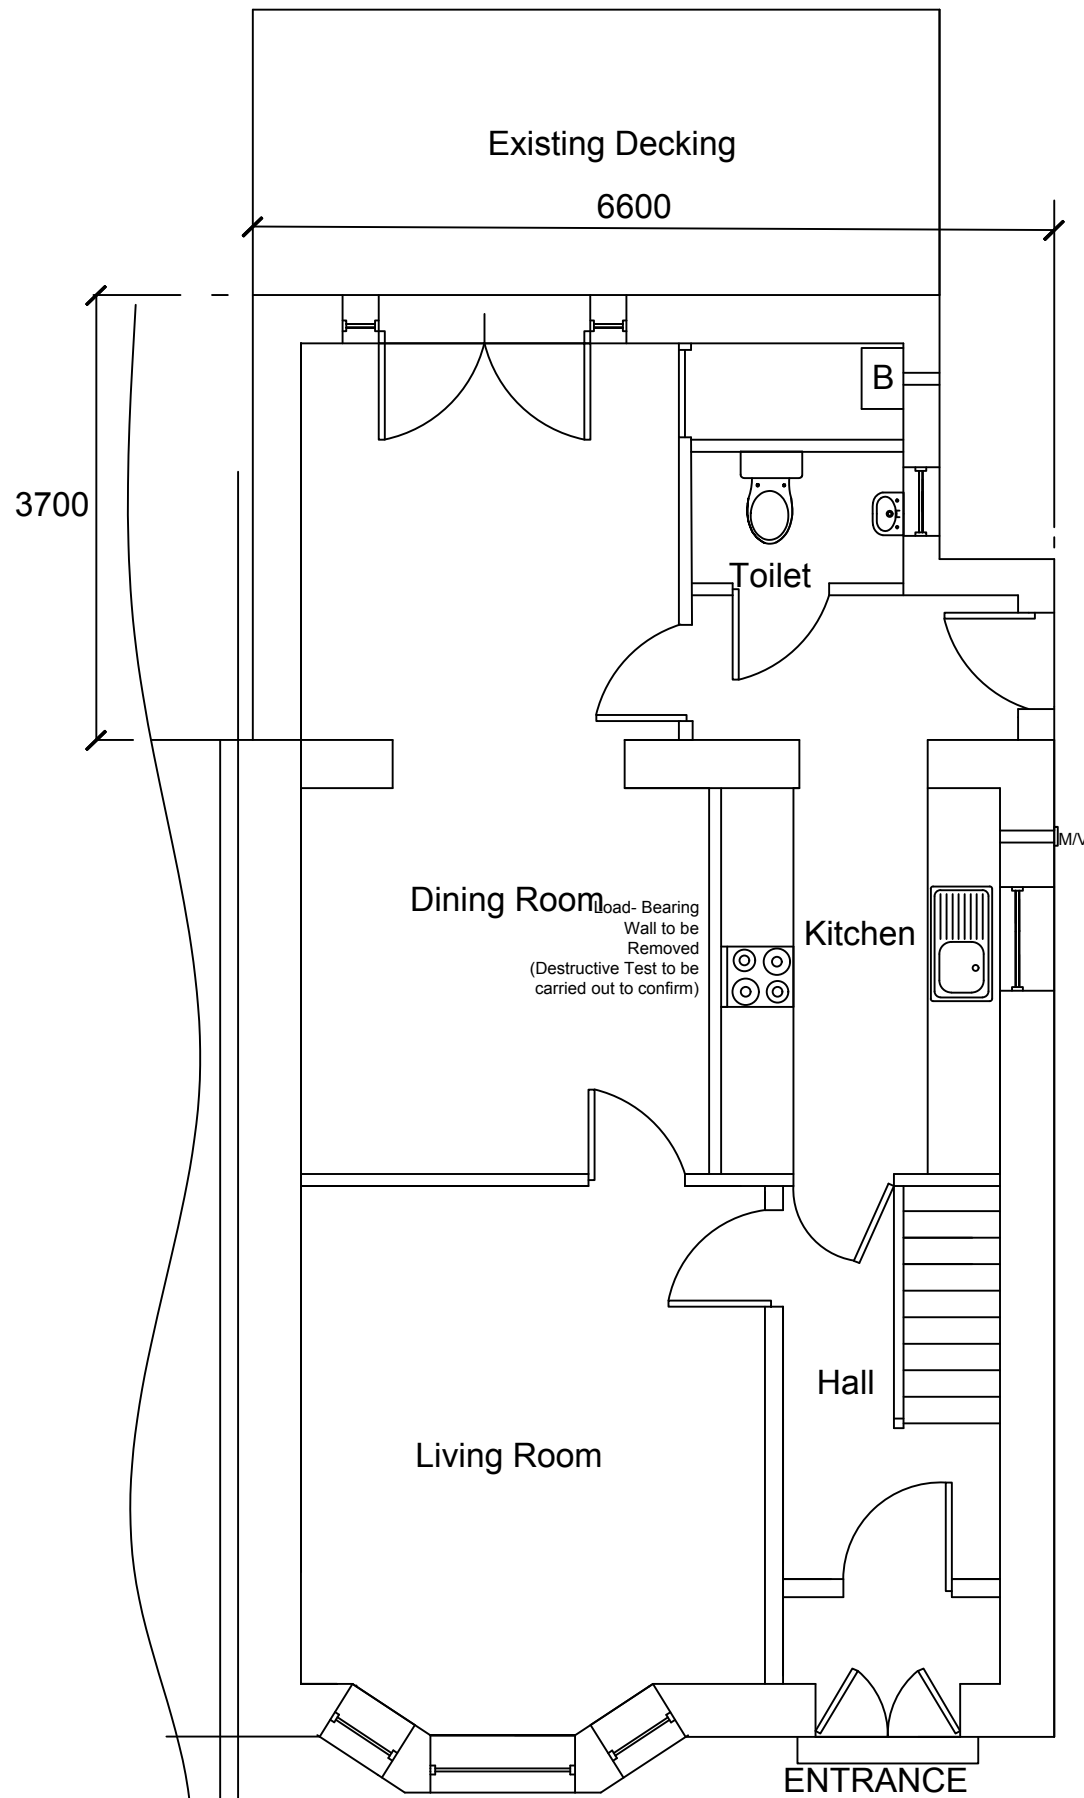 Existing Decking
6600
B
3700
Toilet
M/V
Dining Room
Load- Bearing
Wall to be
Removed
(Destructive Test to be
carried out to confirm)
Kitchen
Hall
Living Room
ENTRANCE